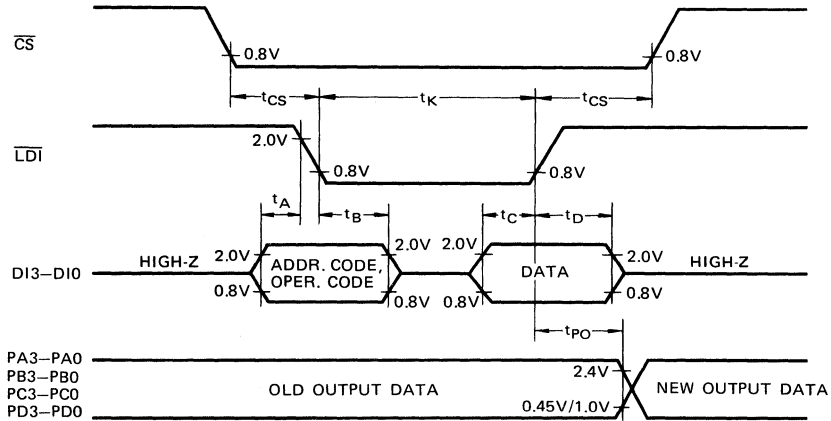 CS
0.8V
0.8V
tCS
tK
tCS
LDI
2.0V
0.8V
0.8V
tA
tB
tC
tD
DI3–DI0
HIGH-Z
2.0V
0.8V
ADDR. CODE,
OPER. CODE
2.0V
0.8V
2.0V
0.8V
DATA
2.0V
0.8V
HIGH-Z
tPO
PA3–PA0
PB3–PB0
PC3–PC0
PD3–PD0
OLD OUTPUT DATA
2.4V
0.45V/1.0V
NEW OUTPUT DATA